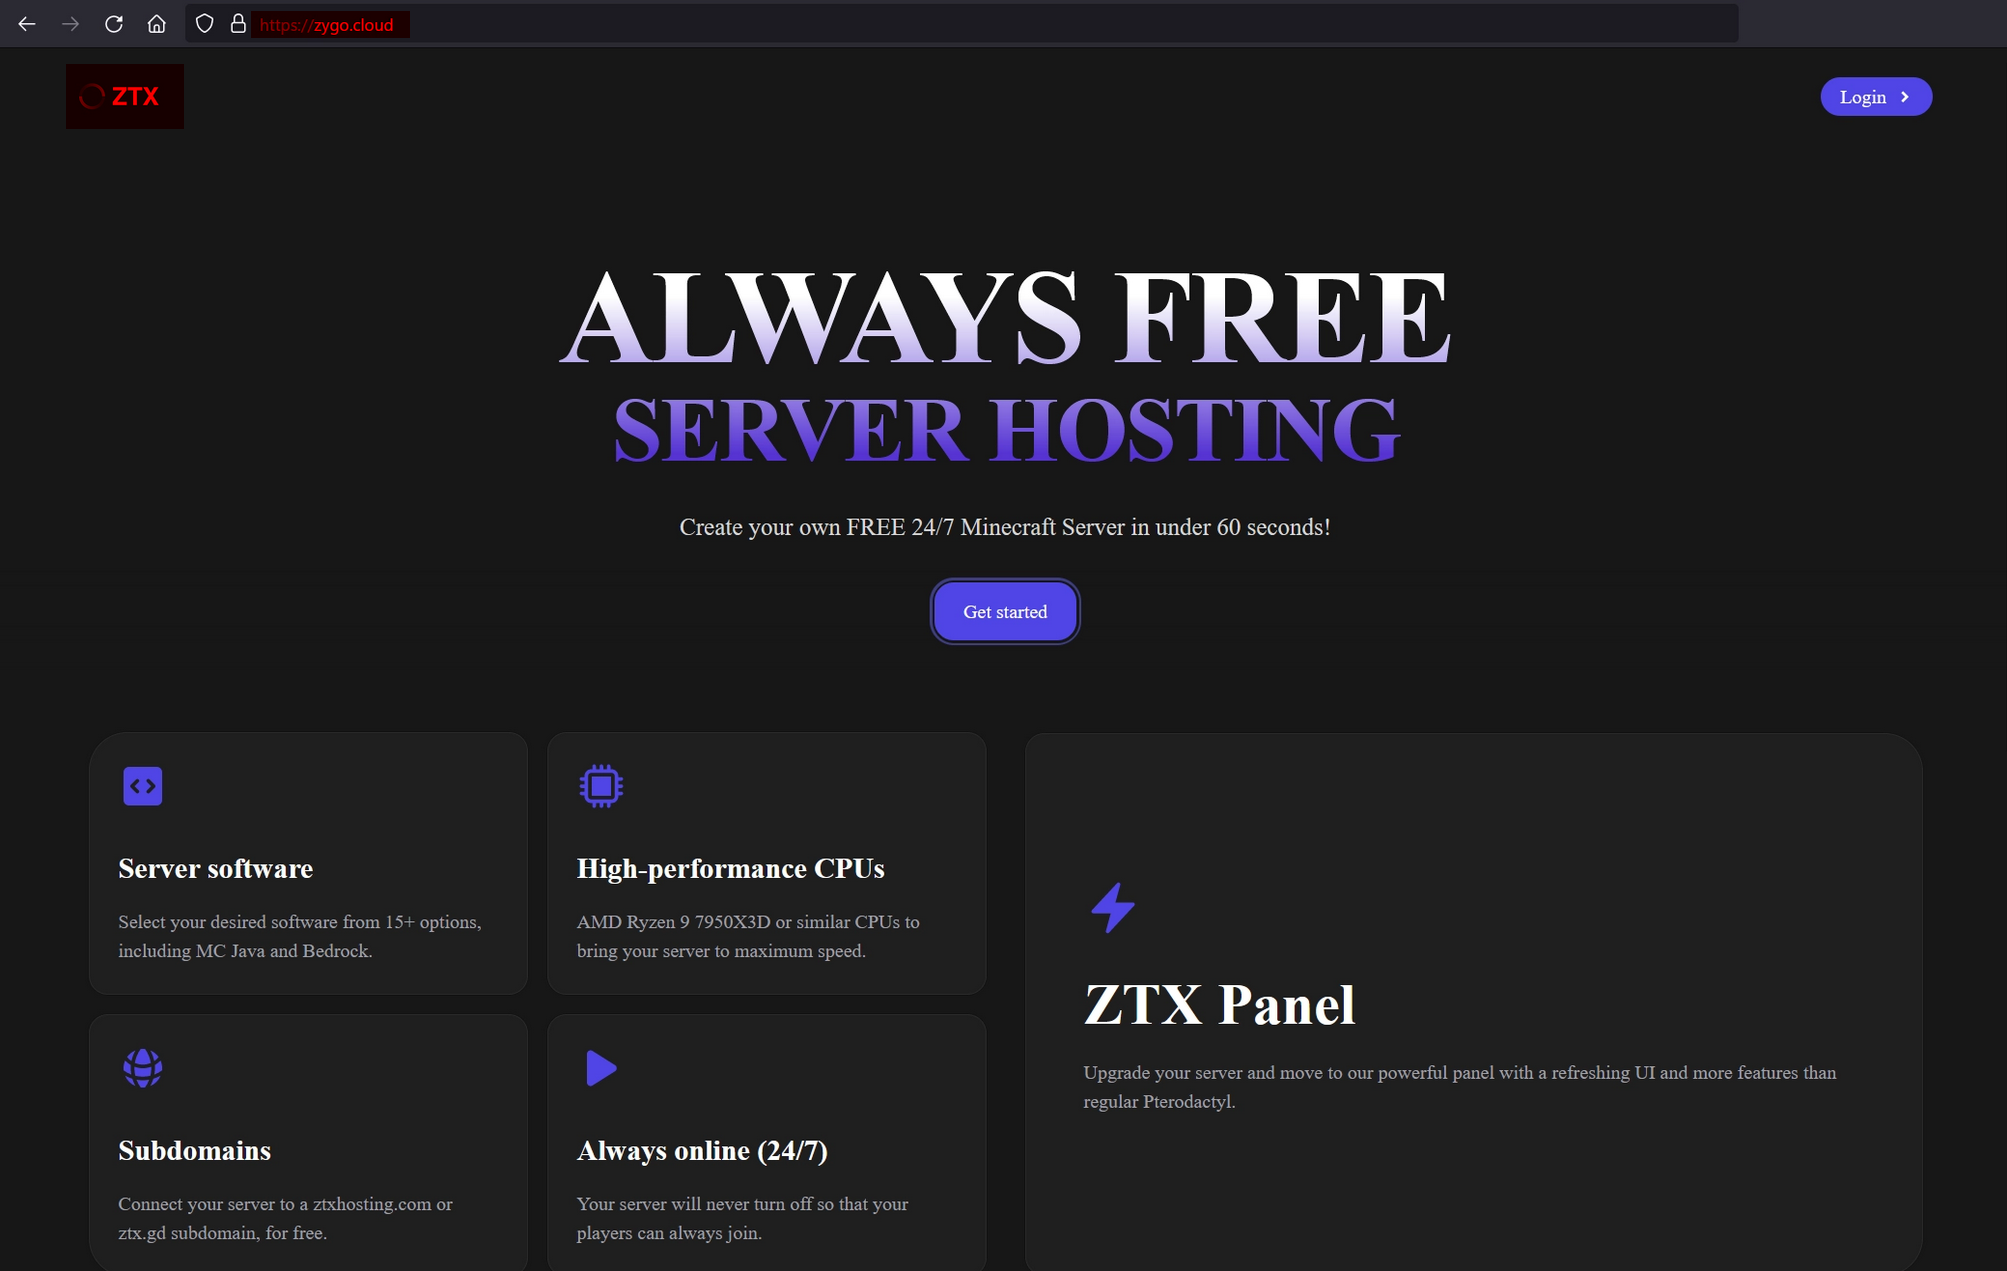 https://zygo.cloud
ZTX
Login
ALWAYS FREE
SERVER HOSTING
Create your own FREE 24/7 Minecraft Server in under 60 seconds!
Get started
Server software
Select your desired software from 15+ options,
including MC Java and Bedrock.
High-performance CPUs
AMD Ryzen 9 7950X3D or similar CPUs to
bring your server to maximum speed.
Subdomains
Connect your server to a ztxhosting.com or
ztx.gd subdomain, for free.
Always online (24/7)
Your server will never turn off so that your
players can always join.
ZTX Panel
Upgrade your server and move to our powerful panel with a refreshing UI and more features than
regular Pterodactyl.